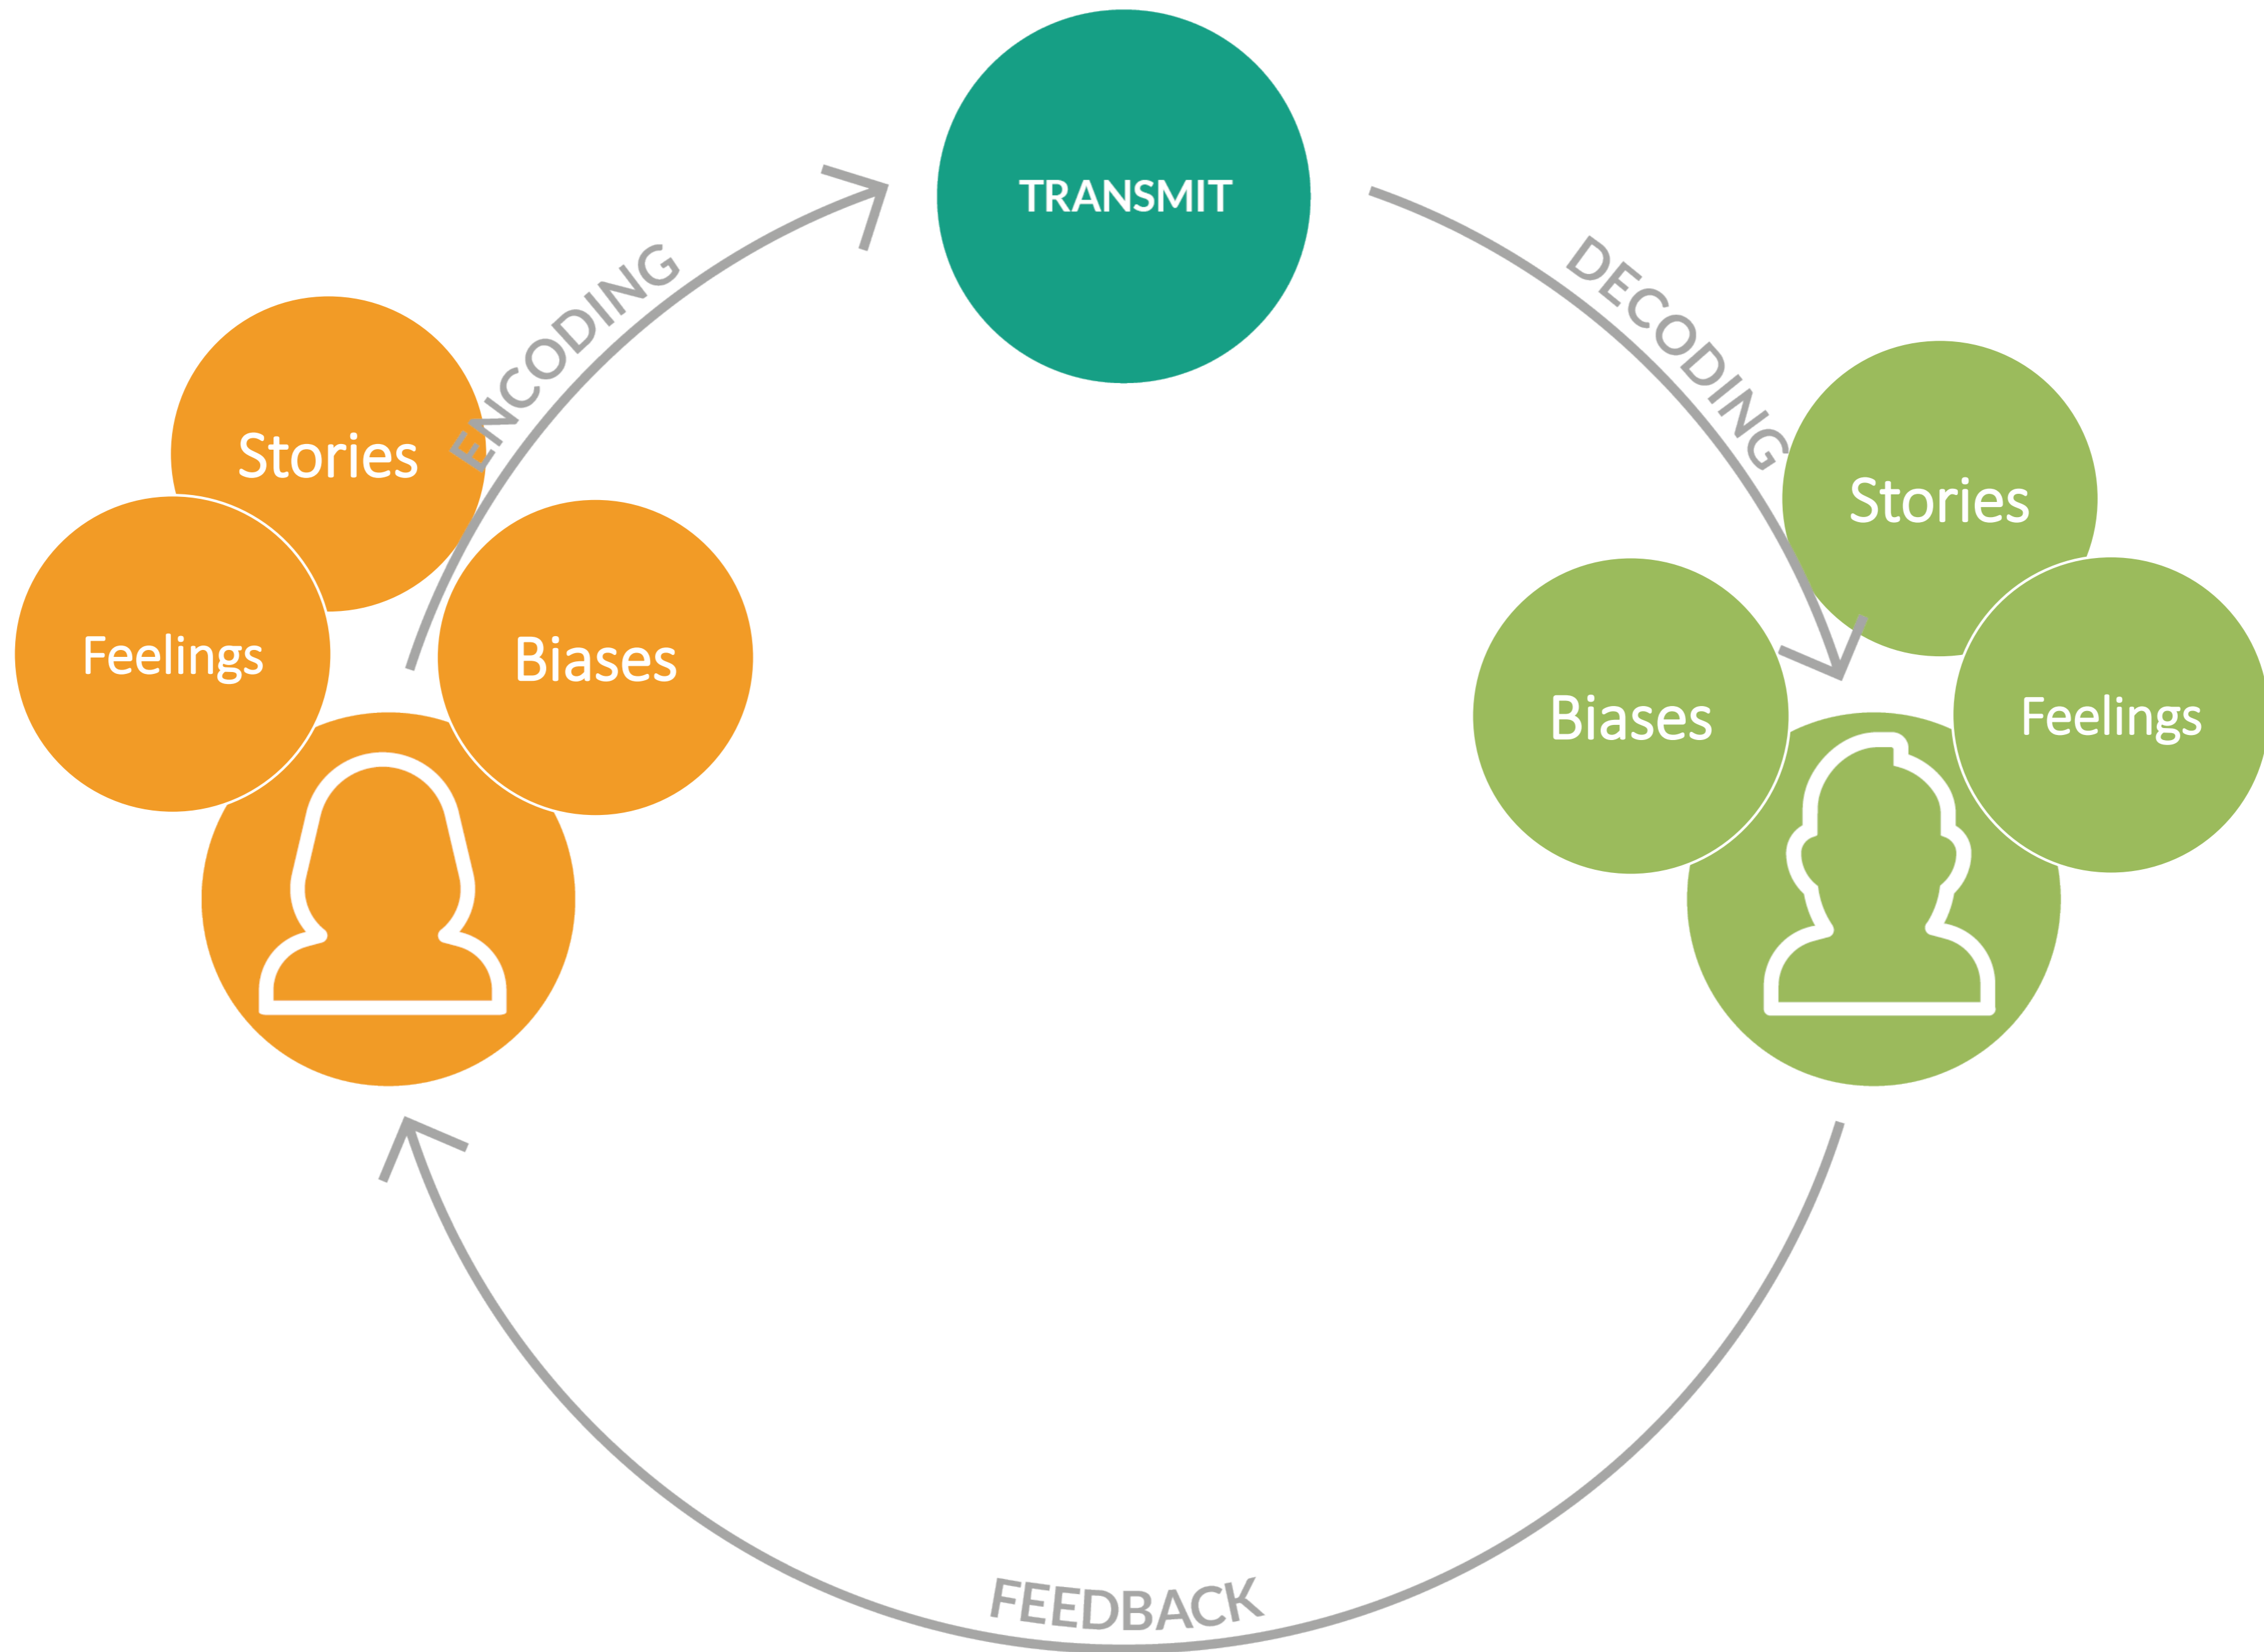 TRANSMIT
ENCODING
DECODING
Stories
Feelings
Biases
Stories
Biases
Feelings
FEEDBACK